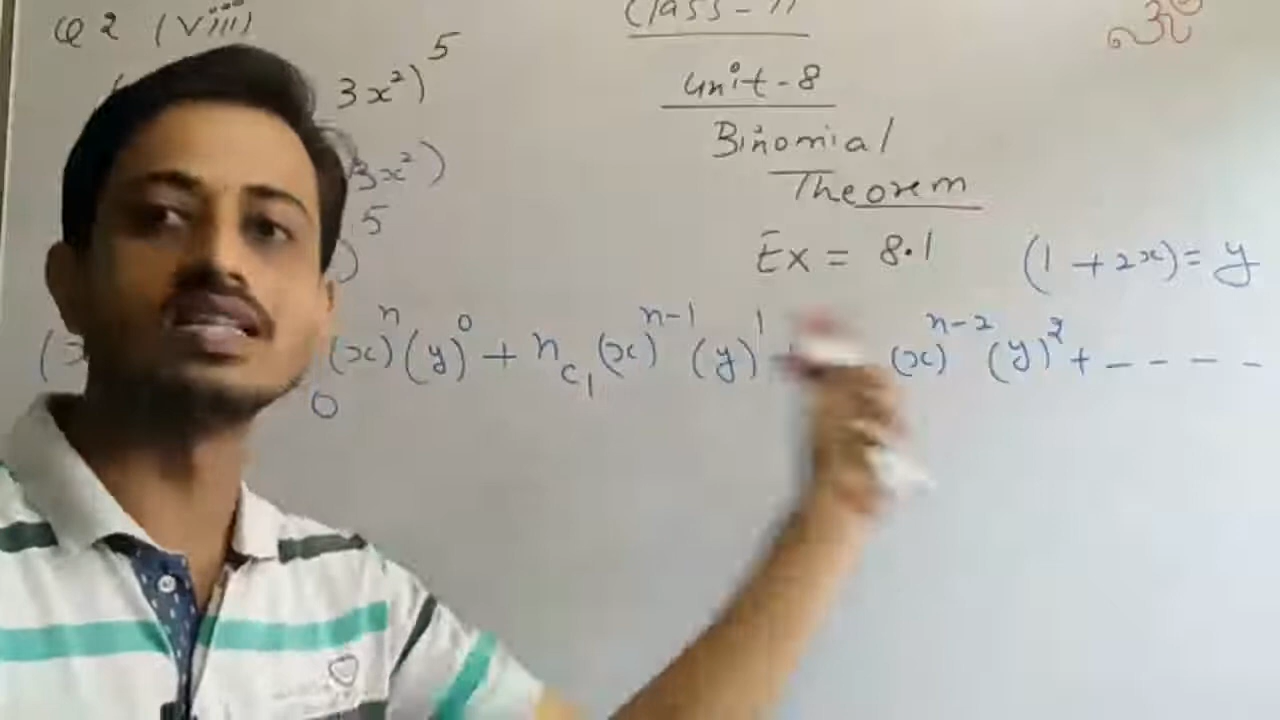 Q 2 (viii)
Class - 11
3x²)⁵
Unit - 8
Binomial
Theorem
3x²)
)⁵
Ex = 8.1
(1 + 2x) = y
(x)ⁿ (y)⁰ + ⁿC₁ (x)ⁿ⁻¹ (y)¹ + (x)ⁿ⁻² (y)² + - - - -
0